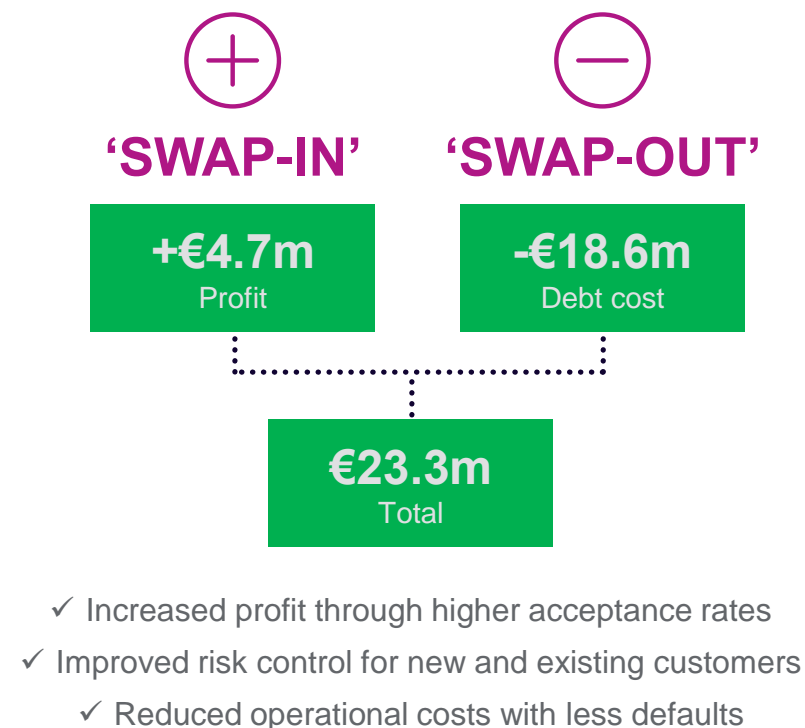 ‘SWAP-IN’ ‘SWAP-OUT’
+€4.7m -€18.6m
Profit Debt cost
€23.3m
Total
✓ Increased profit through higher acceptance rates
✓ Improved risk control for new and existing customers
✓ Reduced operational costs with less defaults